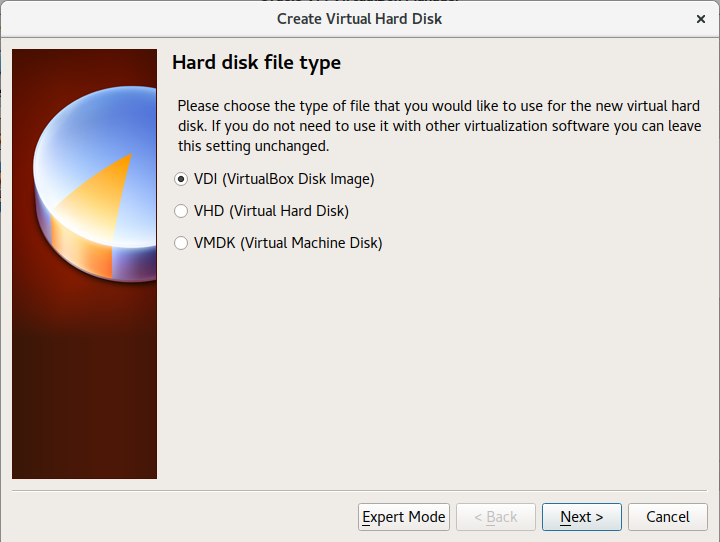 Create Virtual Hard Disk
Hard disk file type
Please choose the type of file that you would like to use for the new virtual hard
disk. If you do not need to use it with other virtualization software you can leave
this setting unchanged.
VDI (VirtualBox Disk Image)
VHD (Virtual Hard Disk)
VMDK (Virtual Machine Disk)
Expert Mode
< Back
Next >
Cancel